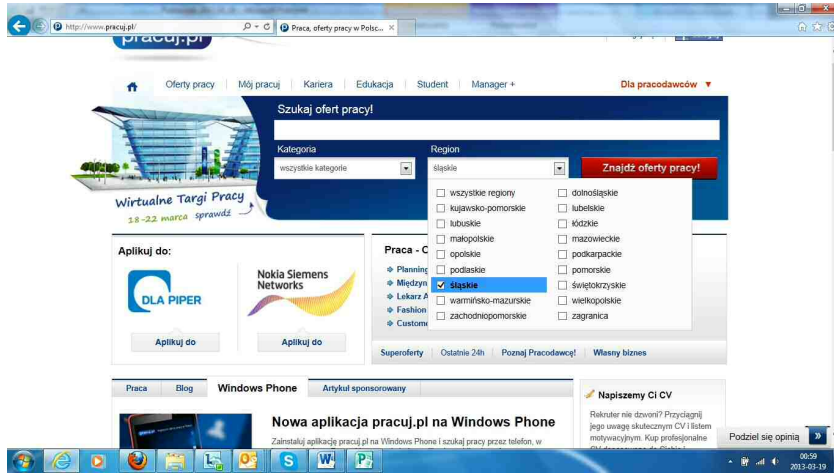 http://www.pracuj.pl/
Praca, oferty pracy w Polsc...
pracuj.pl
Oferty pracy
Mój pracuj
Kariera
Edukacja
Student
Manager +
Dla pracodawców
Szukaj ofert pracy!
Kategoria
Region
wszystkie kategorie
śląskie
Znajdź oferty pracy!
Wirtualne Targi Pracy
18-22 marca sprawdź
wszystkie regiony
dolnośląskie
kujawsko-pomorskie
lubelskie
lubuskie
łódzkie
małopolskie
mazowieckie
opolskie
podkarpackie
podlaskie
pomorskie
śląskie
świętokrzyskie
warmińsko-mazurskie
wielkopolskie
zachodniopomorskie
zagranica
Aplikuj do:
DLA PIPER
Nokia Siemens
Networks
Aplikuj do
Aplikuj do
Praca - O
Planning
Międzyn
Lekarz A
Fashion
Custome
Superoferty
Ostatnie 24h
Poznaj Pracodawcę!
Własny biznes
Praca
Blog
Windows Phone
Artykuł sponsorowany
Nowa aplikacja pracuj.pl na Windows Phone
Zainstaluj aplikację pracuj.pl na Windows Phone i szukaj pracy przez telefon, w
Napiszemy Ci CV
Rekruter nie dzwoni? Przyciągnij
jego uwagę skutecznym CV i listem
motywacyjnym. Kup profesjonalne
Podziel się opinią
00:59
2013-03-19